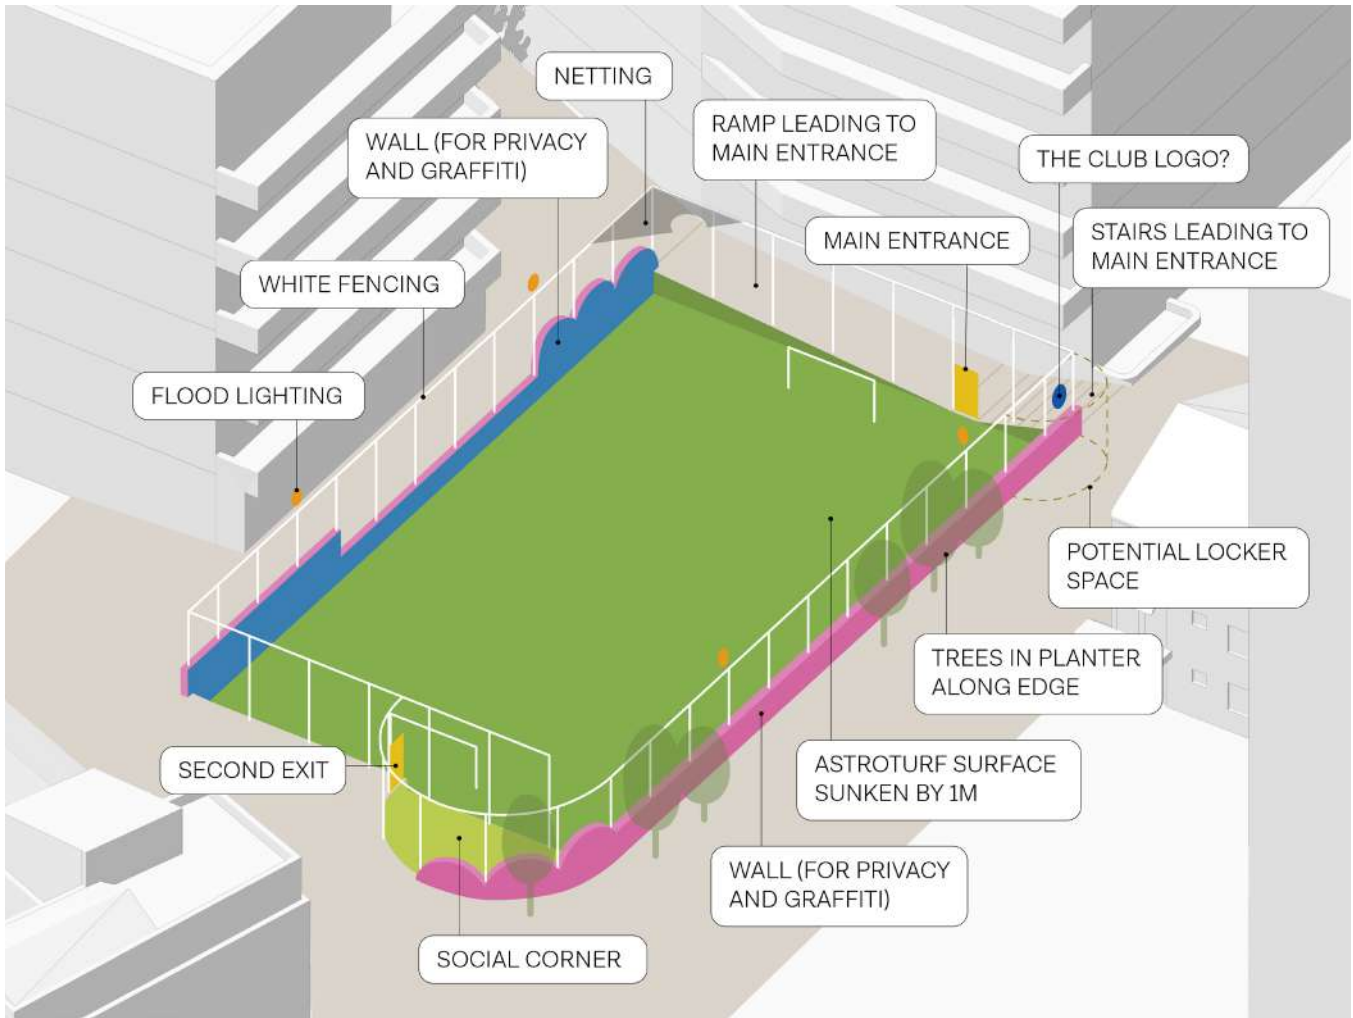 NETTING
RAMP LEADING TO
MAIN ENTRANCE
WALL (FOR PRIVACY
AND GRAFFITI)
THE CLUB LOGO?
MAIN ENTRANCE
STAIRS LEADING TO
MAIN ENTRANCE
WHITE FENCING
FLOOD LIGHTING
POTENTIAL LOCKER
SPACE
TREES IN PLANTER
ALONG EDGE
SECOND EXIT
ASTROTURF SURFACE
SUNKEN BY 1M
WALL (FOR PRIVACY
AND GRAFFITI)
SOCIAL CORNER